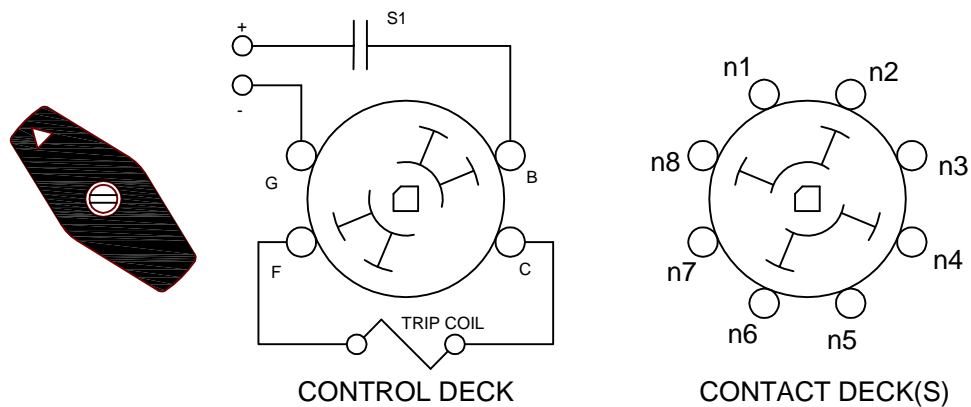 S1
+
-
G
B
F
C
TRIP COIL
CONTROL DECK
n1
n2
n8
n3
n7
n4
n6
n5
CONTACT DECK(S)